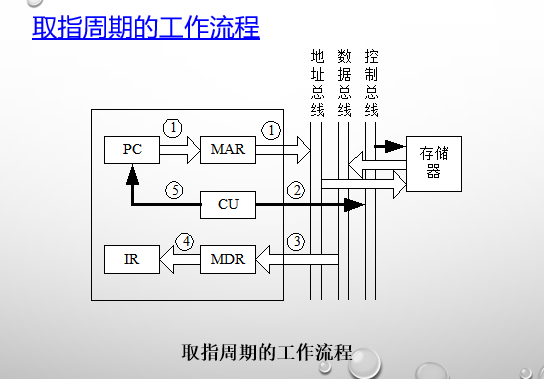 取指周期的工作流程
地址总线
数据总线
控制总线
①
①
PC
MAR
存储器
⑤
CU
②
④
③
IR
MDR
取指周期的工作流程